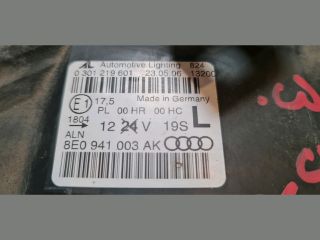 AL Automotive Lighting 824
0 301 219 601 23.05.06 13200
E1 17.5 Made in Germany
PL 00 HR 00 HC
1804
12 24 V 19S L
ALN
8E0 941 003 AK